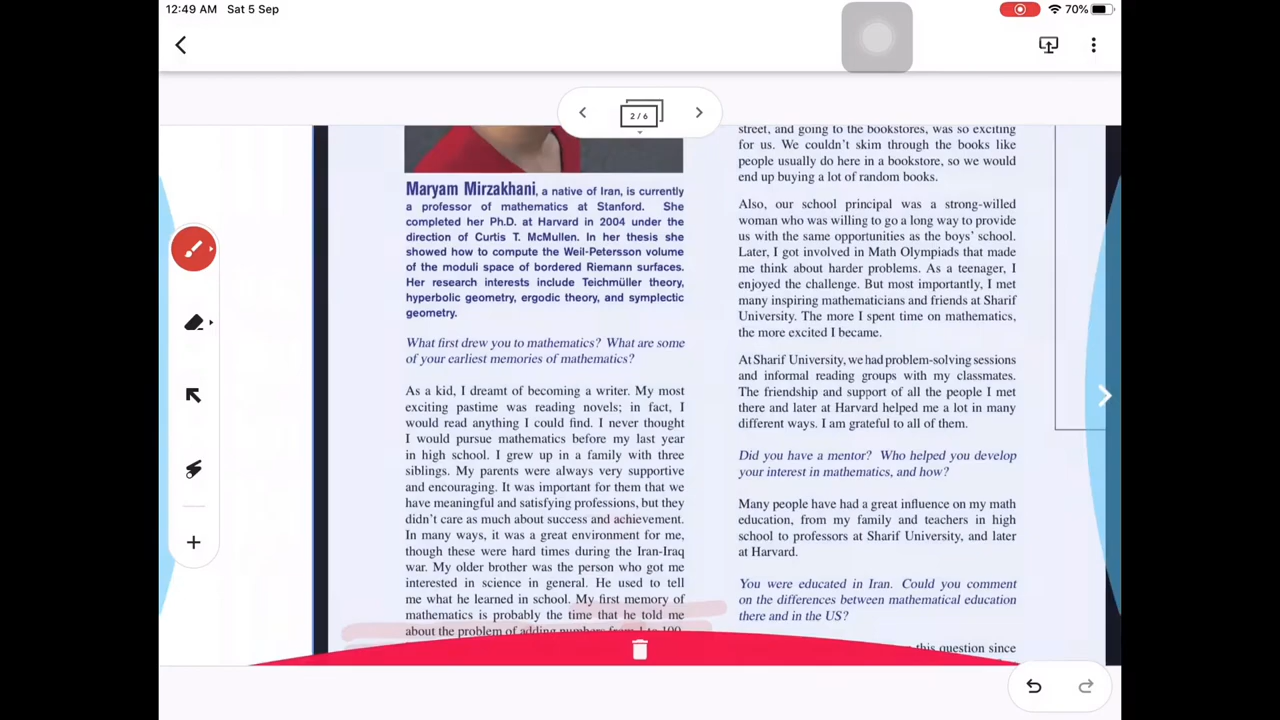 12:49 AM Sat 5 Sep
70%
2 / 6
Maryam Mirzakhani, a native of Iran, is currently
a professor of mathematics at Stanford. She
completed her Ph.D. at Harvard in 2004 under the
direction of Curtis T. McMullen. In her thesis she
showed how to compute the Weil-Petersson volume
of the moduli space of bordered Riemann surfaces.
Her research interests include Teichmüller theory,
hyperbolic geometry, ergodic theory, and symplectic
geometry.
What first drew you to mathematics? What are some
of your earliest memories of mathematics?
As a kid, I dreamt of becoming a writer. My most
exciting pastime was reading novels; in fact, I
would read anything I could find. I never thought
I would pursue mathematics before my last year
in high school. I grew up in a family with three
siblings. My parents were always very supportive
and encouraging. It was important for them that we
have meaningful and satisfying professions, but they
didn't care as much about success and achievement.
In many ways, it was a great environment for me,
though these were hard times during the Iran-Iraq
war. My older brother was the person who got me
interested in science in general. He used to tell
me what he learned in school. My first memory of
mathematics is probably the time that he told me
about the problem of adding numbers from 1 to 100.
street, and going to the bookstores, was so exciting
for us. We couldn't skim through the books like
people usually do here in a bookstore, so we would
end up buying a lot of random books.
Also, our school principal was a strong-willed
woman who was willing to go a long way to provide
us with the same opportunities as the boys' school.
Later, I got involved in Math Olympiads that made
me think about harder problems. As a teenager, I
enjoyed the challenge. But most importantly, I met
many inspiring mathematicians and friends at Sharif
University. The more I spent time on mathematics,
the more excited I became.
At Sharif University, we had problem-solving sessions
and informal reading groups with my classmates.
The friendship and support of all the people I met
there and later at Harvard helped me a lot in many
different ways. I am grateful to all of them.
Did you have a mentor? Who helped you develop
your interest in mathematics, and how?
Many people have had a great influence on my math
education, from my family and teachers in high
school to professors at Sharif University, and later
at Harvard.
You were educated in Iran. Could you comment
on the differences between mathematical education
there and in the US?
this question since